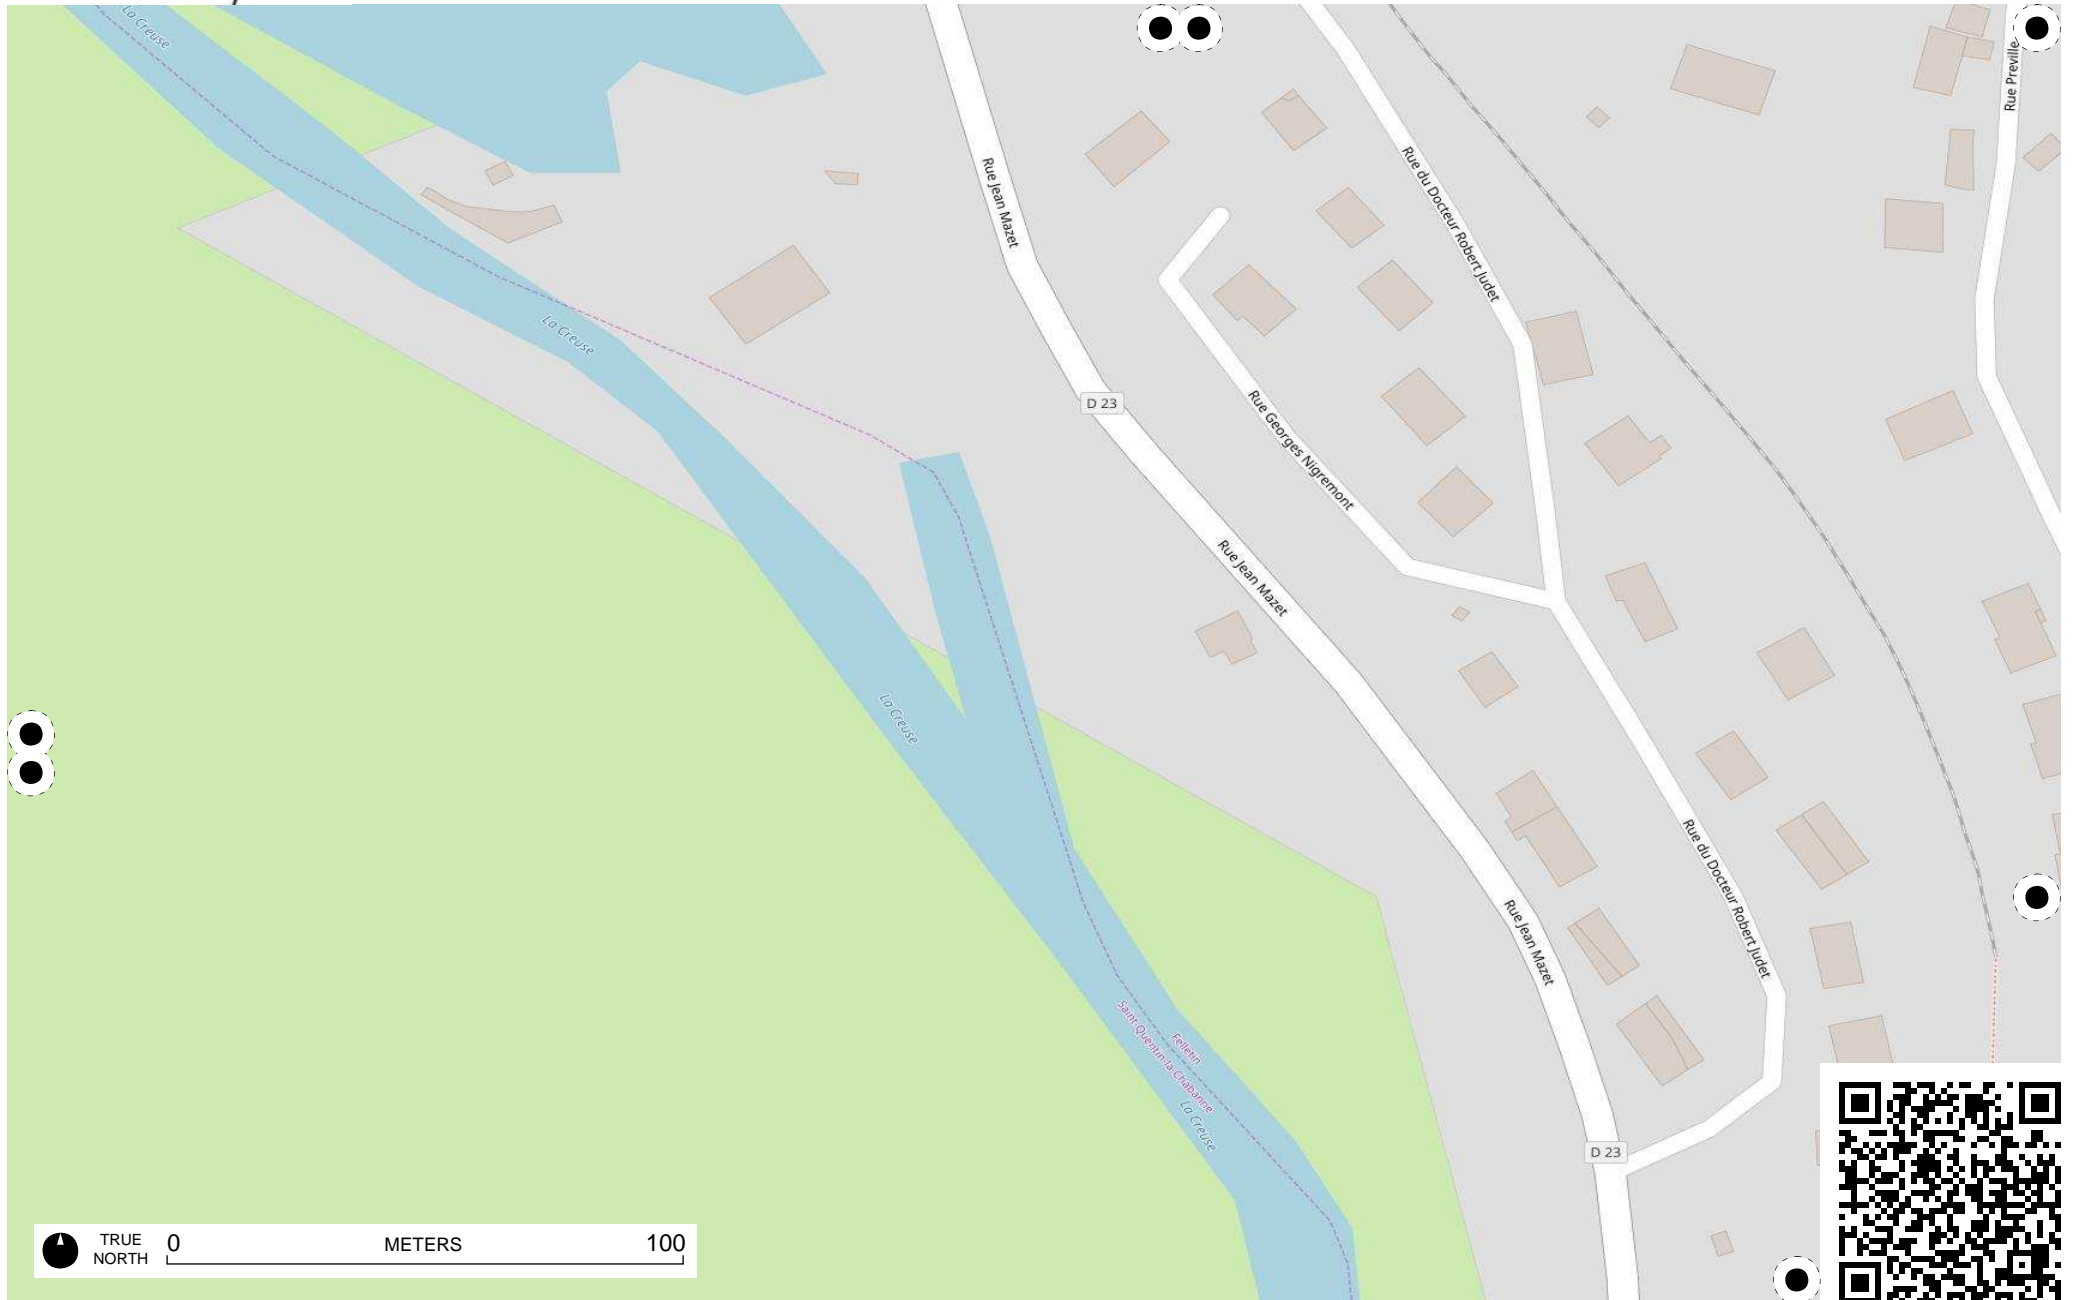 La Creuse
Rue Preville
Rue Jean Mazet
Rue du Docteur Robert Judet
La Creuse
D 23
Rue Georges Nigremont
Rue Jean Mazet
La Creuse
Rue du Docteur Robert Judet
Rue Jean Mazet
Felletin
Saint-Quentin-la-Chabanne
La Creuse
D 23
TRUE
NORTH
0 METERS 100